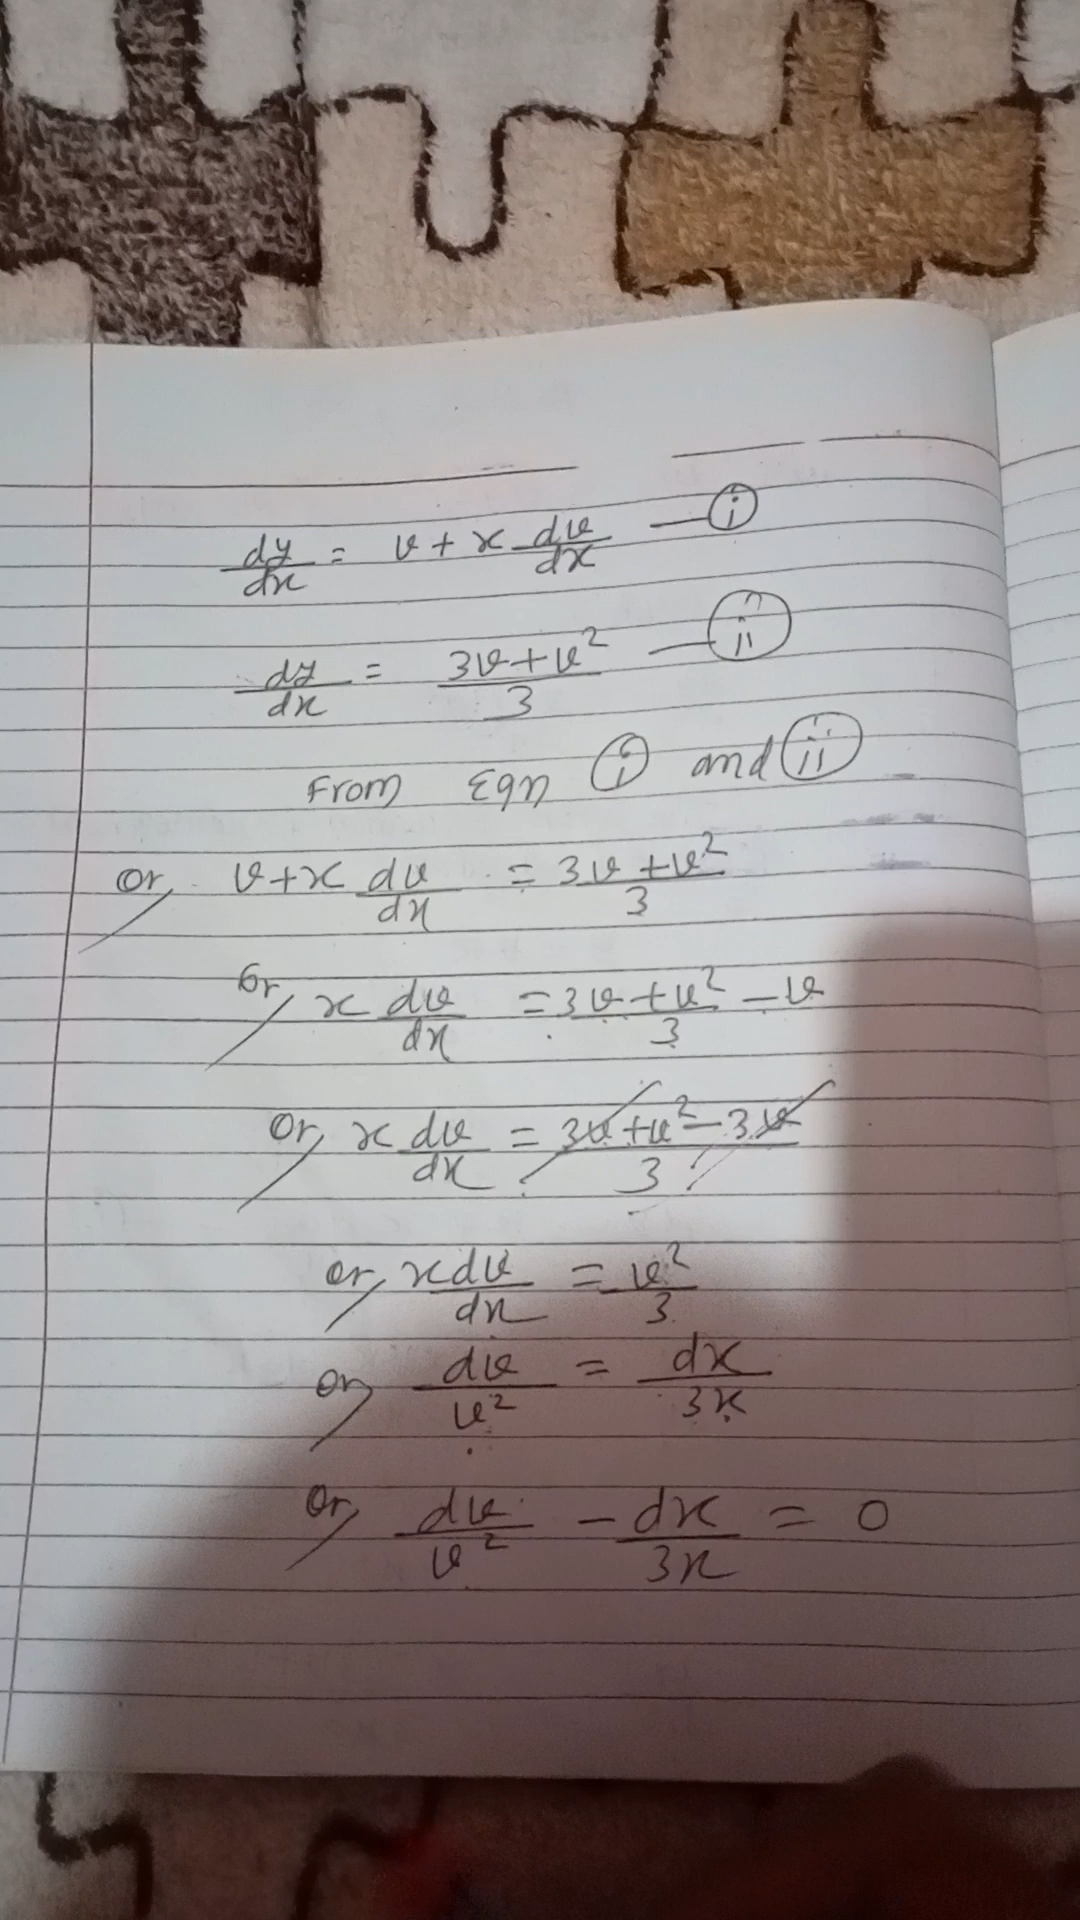 dy/dx = v + x dv/dx — (i)
dy/dx = (3v + v²)/3 — (ii)
From Eqn (i) and (ii)
or, v + x dv/dx = (3v + v²)/3
or, x dv/dx = (3v + v²)/3 - v
or, x dv/dx = (3v + v² - 3v)/3
or, x dv/dx = v²/3
or, dv/v² = dx/3x
or, dv/v² - dx/3x = 0